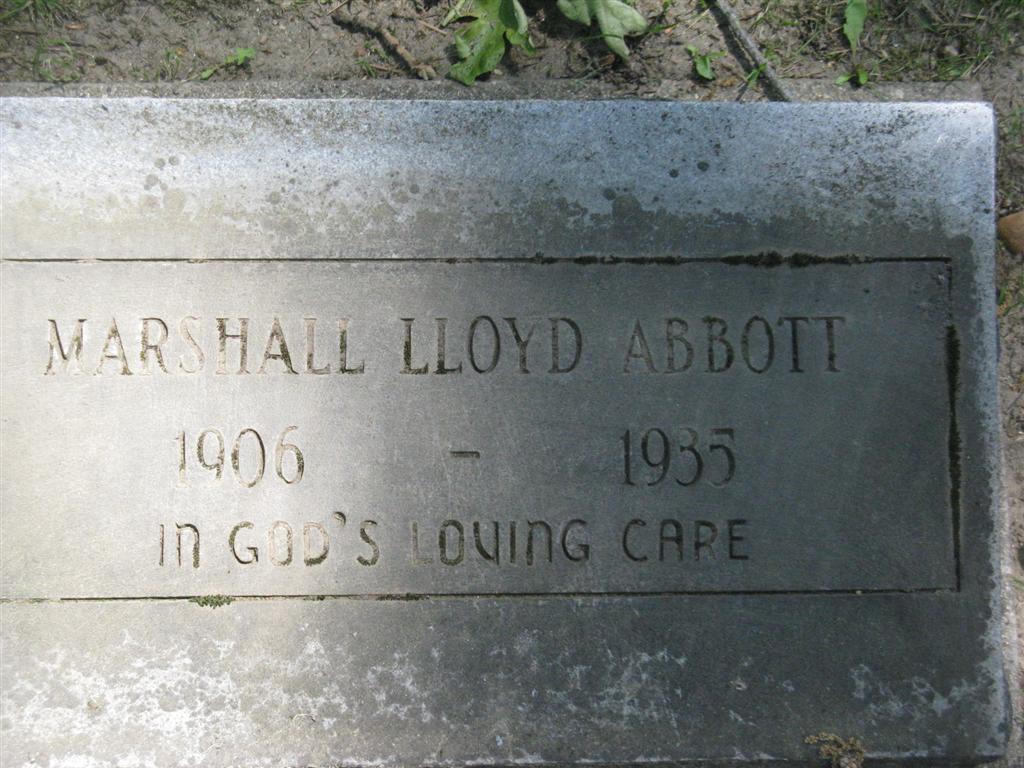 MARSHALL LLOYD ABBOTT
1906 - 1935
IN GOD'S LOVING CARE